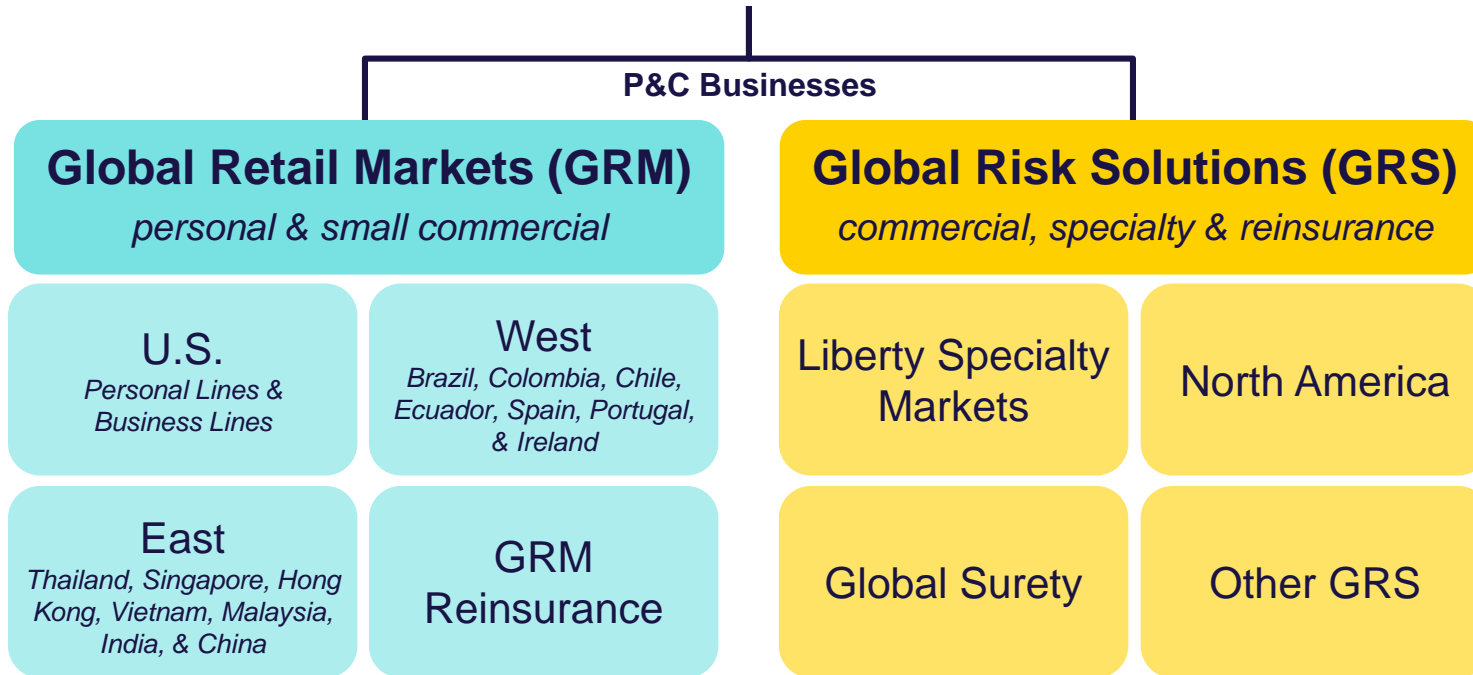 P&C Businesses
Global Retail Markets (GRM)
personal & small commercial
U.S.
Personal Lines &
Business Lines
West
Brazil, Colombia, Chile,
Ecuador, Spain, Portugal,
& Ireland
East
Thailand, Singapore, Hong
Kong, Vietnam, Malaysia,
India, & China
GRM
Reinsurance
Global Risk Solutions (GRS)
commercial, specialty & reinsurance
Liberty Specialty
Markets
North America
Global Surety
Other GRS